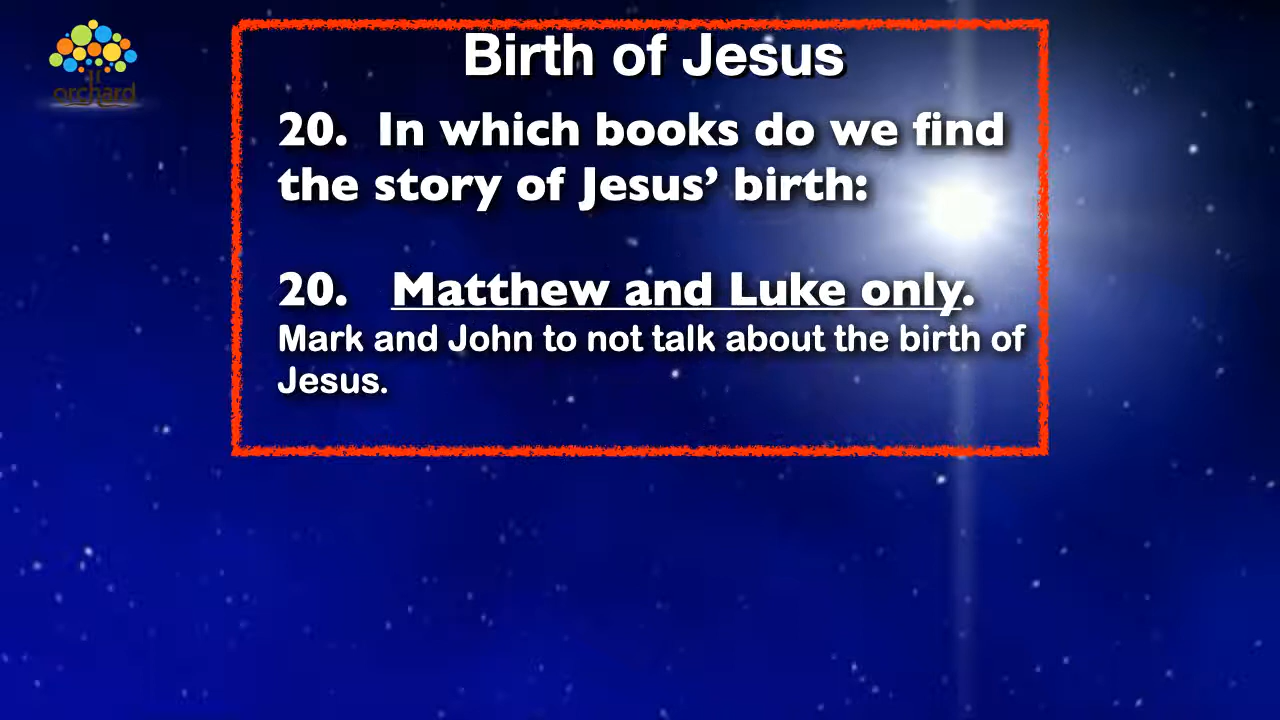 orchard
Birth of Jesus
20. In which books do we find
the story of Jesus’ birth:
20. Matthew and Luke only.
Mark and John to not talk about the birth of
Jesus.